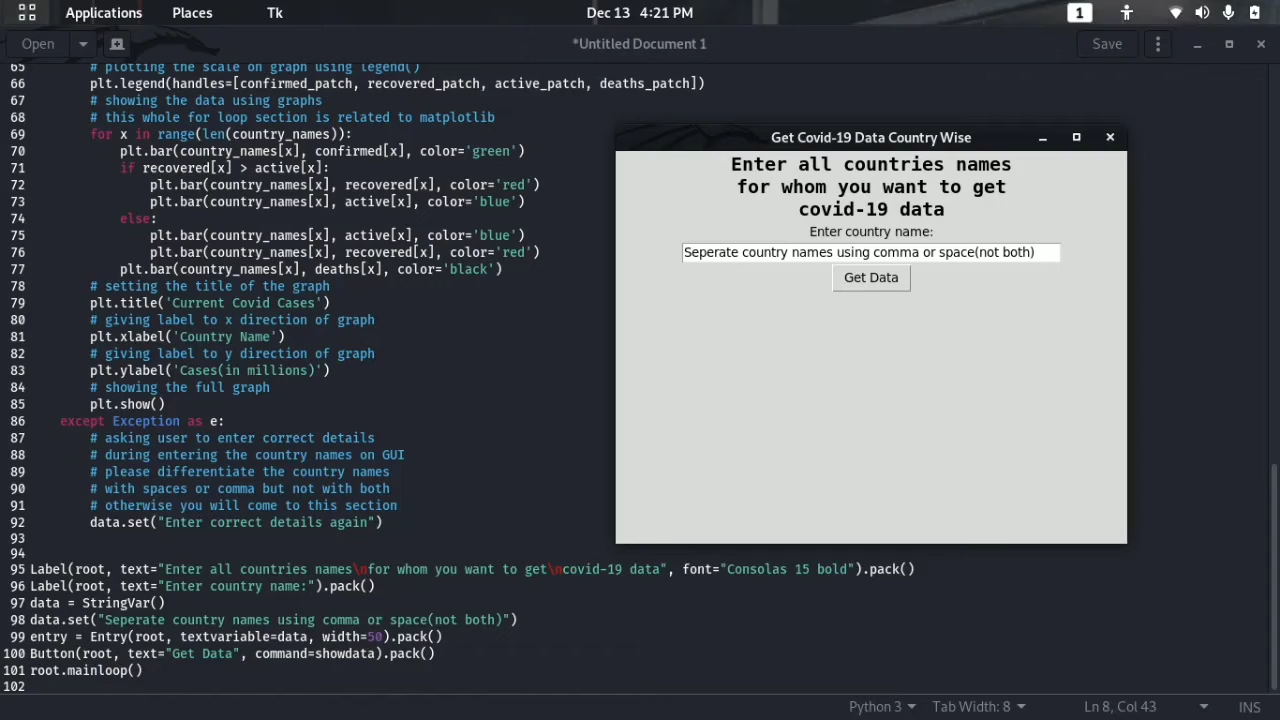 Applications Places Tk Dec 13 4:21 PM 1
Open *Untitled Document 1 Save
65 # plotting the scale on graph using legend()
66 plt.legend(handles=[confirmed_patch, recovered_patch, active_patch, deaths_patch])
67 # showing the data using graphs
68 # this whole for loop section is related to matplotlib
69 for x in range(len(country_names)):
70 plt.bar(country_names[x], confirmed[x], color='green')
71 if recovered[x] > active[x]:
72 plt.bar(country_names[x], recovered[x], color='red')
73 plt.bar(country_names[x], active[x], color='blue')
74 else:
75 plt.bar(country_names[x], active[x], color='blue')
76 plt.bar(country_names[x], recovered[x], color='red')
77 plt.bar(country_names[x], deaths[x], color='black')
78 # setting the title of the graph
79 plt.title('Current Covid Cases')
80 # giving label to x direction of graph
81 plt.xlabel('Country Name')
82 # giving label to y direction of graph
83 plt.ylabel('Cases(in millions)')
84 # showing the full graph
85 plt.show()
86 except Exception as e:
87 # asking user to enter correct details
88 # during entering the country names on GUI
89 # please differentiate the country names
90 # with spaces or comma but not with both
91 # otherwise you will come to this section
92 data.set("Enter correct details again")
93
94
95 Label(root, text="Enter all countries names\nfor whom you want to get\ncovid-19 data", font="Consolas 15 bold").pack()
96 Label(root, text="Enter country name:").pack()
97 data = StringVar()
98 data.set("Seperate country names using comma or space(not both)")
99 entry = Entry(root, textvariable=data, width=50).pack()
100 Button(root, text="Get Data", command=showdata).pack()
101 root.mainloop()
102
Get Covid-19 Data Country Wise
Enter all countries names
for whom you want to get
covid-19 data
Enter country name:
Seperate country names using comma or space(not both)
Get Data
Python 3 Tab Width: 8 Ln 8, Col 43 INS